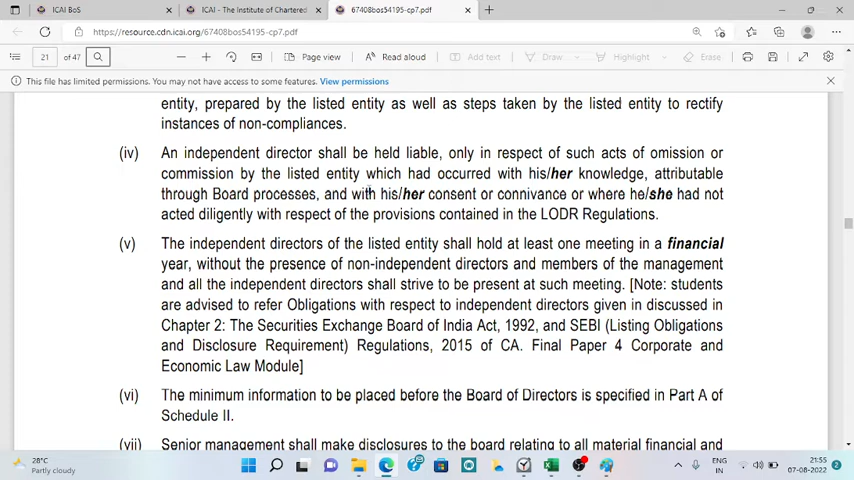 ICAI BoS
ICAI - The Institute of Chartered
67408bos54195-cp7.pdf
https://resource.cdn.icai.org/67408bos54195-cp7.pdf
21 of 47
Page view
Read aloud
Add text
Draw
Highlight
Erase
This file has limited permissions. You may not have access to some features. View permissions
entity, prepared by the listed entity as well as steps taken by the listed entity to rectify
instances of non-compliances.
(iv) An independent director shall be held liable, only in respect of such acts of omission or
commission by the listed entity which had occurred with his/her knowledge, attributable
through Board processes, and with his/her consent or connivance or where he/she had not
acted diligently with respect of the provisions contained in the LODR Regulations.
(v) The independent directors of the listed entity shall hold at least one meeting in a financial
year, without the presence of non-independent directors and members of the management
and all the independent directors shall strive to be present at such meeting. [Note: students
are advised to refer Obligations with respect to independent directors given in discussed in
Chapter 2: The Securities Exchange Board of India Act, 1992, and SEBI (Listing Obligations
and Disclosure Requirement) Regulations, 2015 of CA. Final Paper 4 Corporate and
Economic Law Module]
(vi) The minimum information to be placed before the Board of Directors is specified in Part A of
Schedule II.
(vii) Senior management shall make disclosures to the board relating to all material financial and
28°C
Partly cloudy
ENG
IN
21:55
07-08-2022